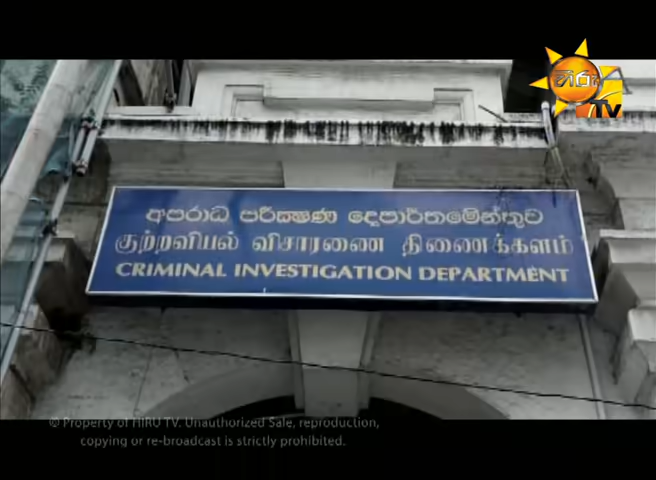 හිරු
TV
අපරාධ පරීක්ෂණ දෙපාර්තමේන්තුව
குற்றவியல் விசாரணை திணைக்களம்
CRIMINAL INVESTIGATION DEPARTMENT
© Property of HIRU TV. Unauthorized Sale, reproduction,
copying or re-broadcast is strictly prohibited.